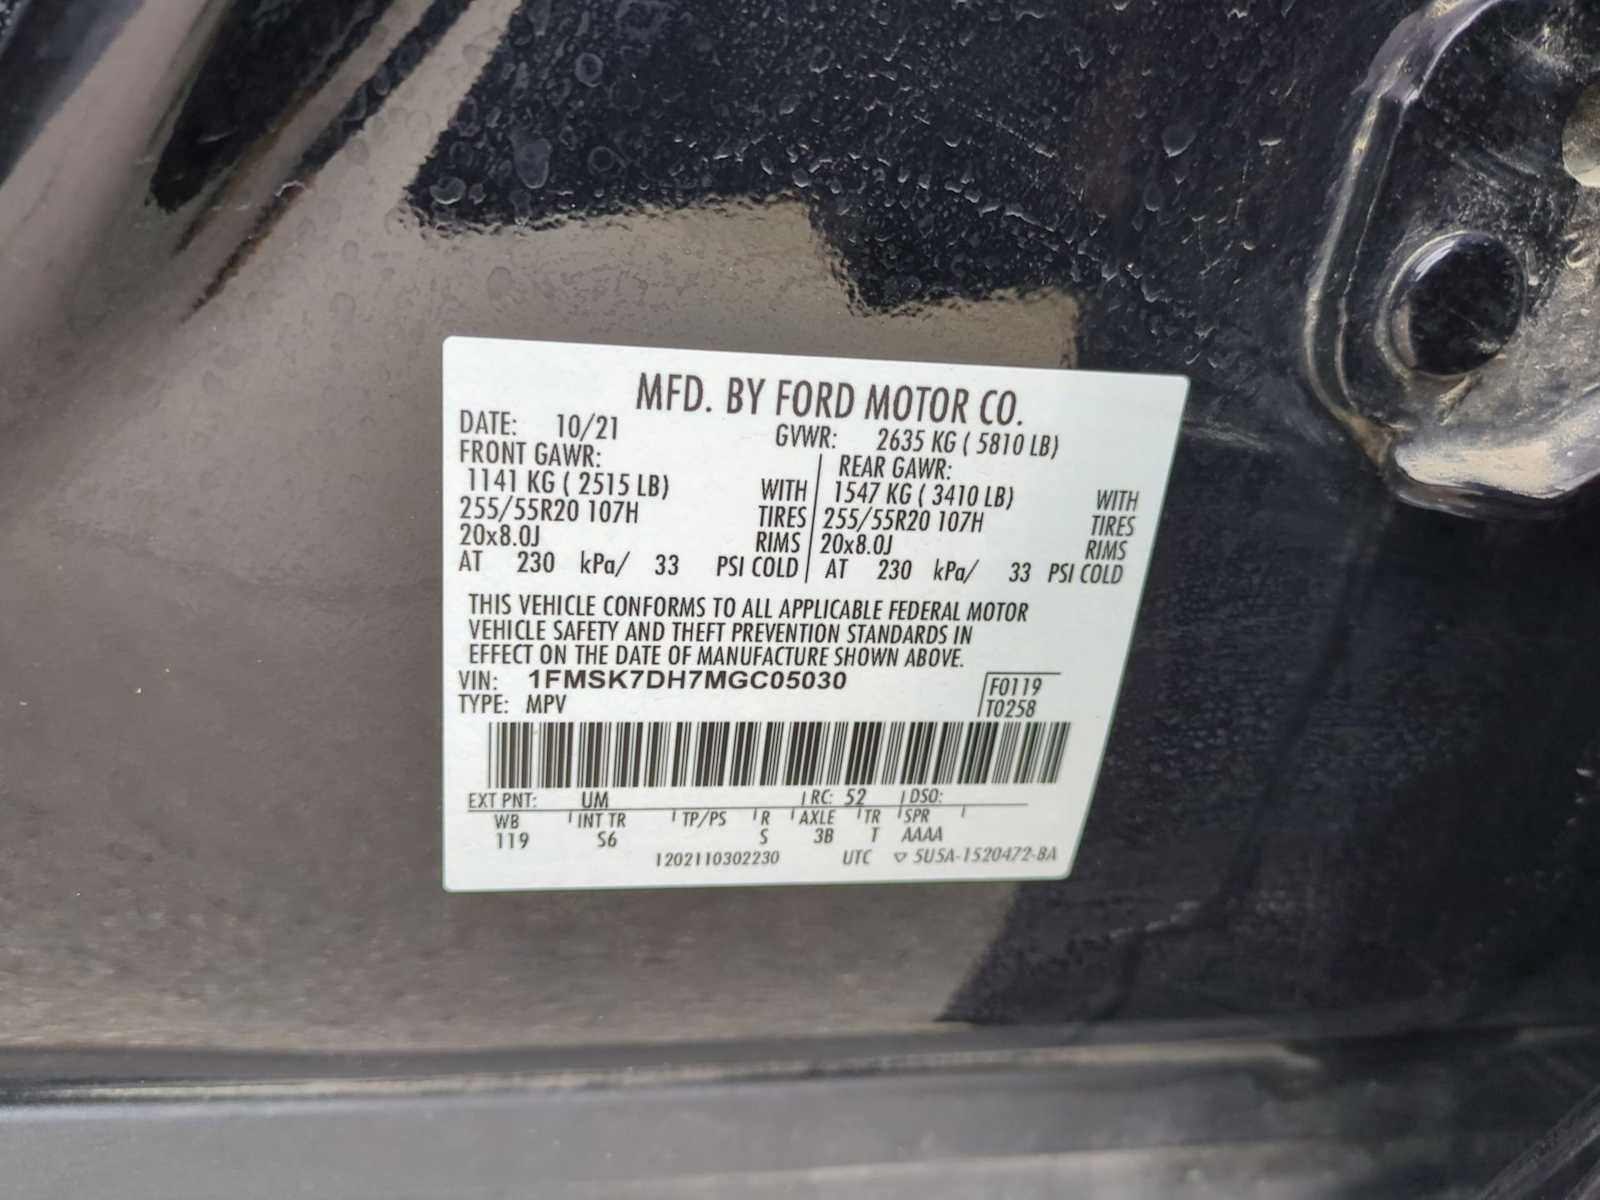 MFD. BY FORD MOTOR CO.
DATE: 10/21 GVWR: 2635 KG ( 5810 LB)
FRONT GAWR: REAR GAWR:
1141 KG ( 2515 LB) WITH 1547 KG ( 3410 LB) WITH
255/55R20 107H TIRES 255/55R20 107H TIRES
20x8.0J RIMS 20x8.0J RIMS
AT 230 kPa/ 33 PSI COLD AT 230 kPa/ 33 PSI COLD
THIS VEHICLE CONFORMS TO ALL APPLICABLE FEDERAL MOTOR
VEHICLE SAFETY AND THEFT PREVENTION STANDARDS IN
EFFECT ON THE DATE OF MANUFACTURE SHOWN ABOVE.
VIN: 1FMSK7DH7MGC05030 F0119
TYPE: MPV T0258
EXT PNT: UM RC: 52 DSO:
WB INT TR TP/PS R AXLE TR SPR
119 S6 S 3B T AAAA
1202110302230 UTC ▽ 5U5A-1520472-BA